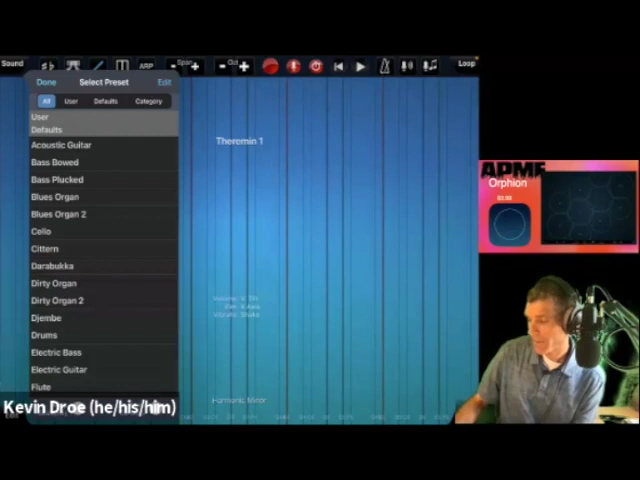 Sound
ARP
- Span +
- Oct +
Loop
Done
Select Preset
Edit
All
User
Defaults
Category
User
Defaults
Acoustic Guitar
Bass Bowed
Bass Plucked
Blues Organ
Blues Organ 2
Cello
Cittern
Darabukka
Dirty Organ
Dirty Organ 2
Djembe
Drums
Electric Bass
Electric Guitar
Flute
Theremin 1
Harmonic Minor
APME
Orphion
Kevin Droe (he/his/him)